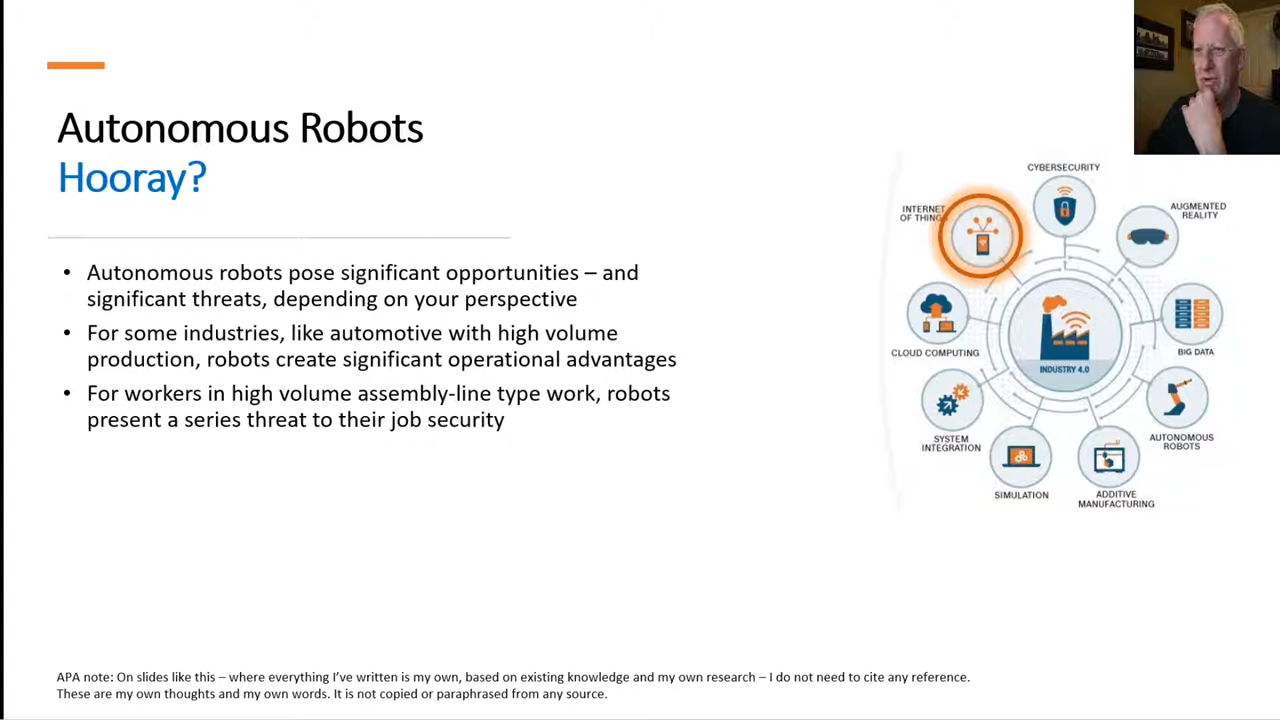 Autonomous Robots
Hooray?
• Autonomous robots pose significant opportunities – and
significant threats, depending on your perspective
• For some industries, like automotive with high volume
production, robots create significant operational advantages
• For workers in high volume assembly-line type work, robots
present a series threat to their job security
CYBERSECURITY
INTERNET
OF THINGS
AUGMENTED
REALITY
CLOUD COMPUTING
BIG DATA
INDUSTRY 4.0
SYSTEM
INTEGRATION
AUTONOMOUS
ROBOTS
SIMULATION
ADDITIVE
MANUFACTURING
APA note: On slides like this – where everything I've written is my own, based on existing knowledge and my own research – I do not need to cite any reference.
These are my own thoughts and my own words. It is not copied or paraphrased from any source.